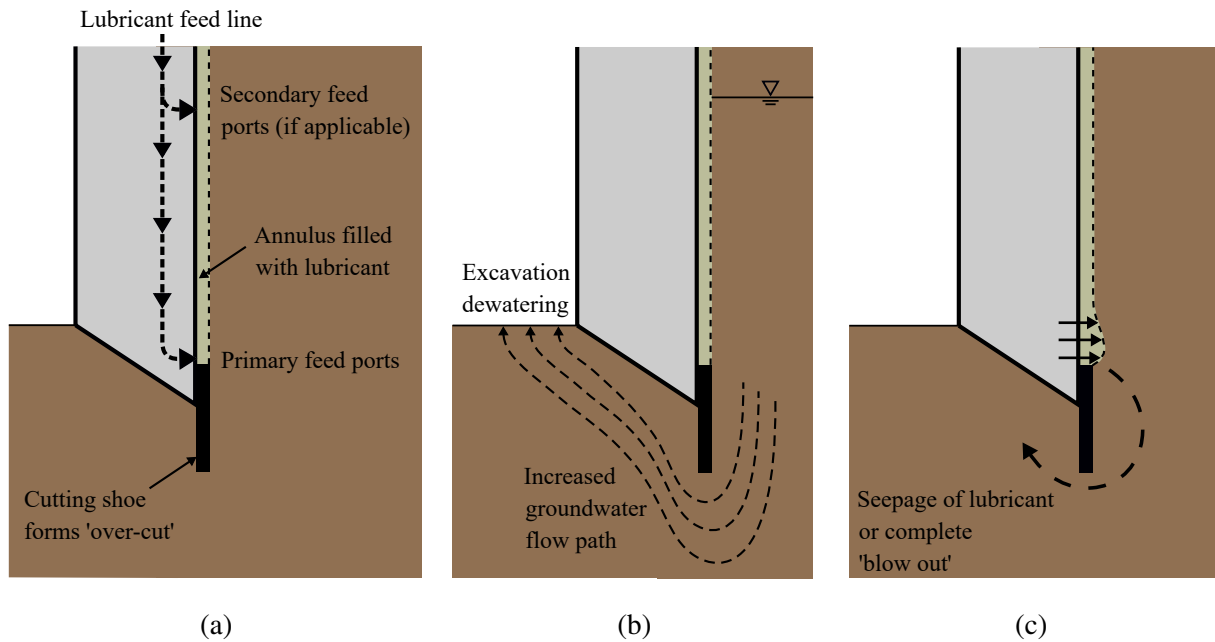 Lubricant feed line
Secondary feed
ports (if applicable)
Annulus filled
with lubricant
Primary feed ports
Cutting shoe
forms 'over-cut'
(a)
Excavation
dewatering
Increased
groundwater
flow path
(b)
Seepage of lubricant
or complete
'blow out'
(c)